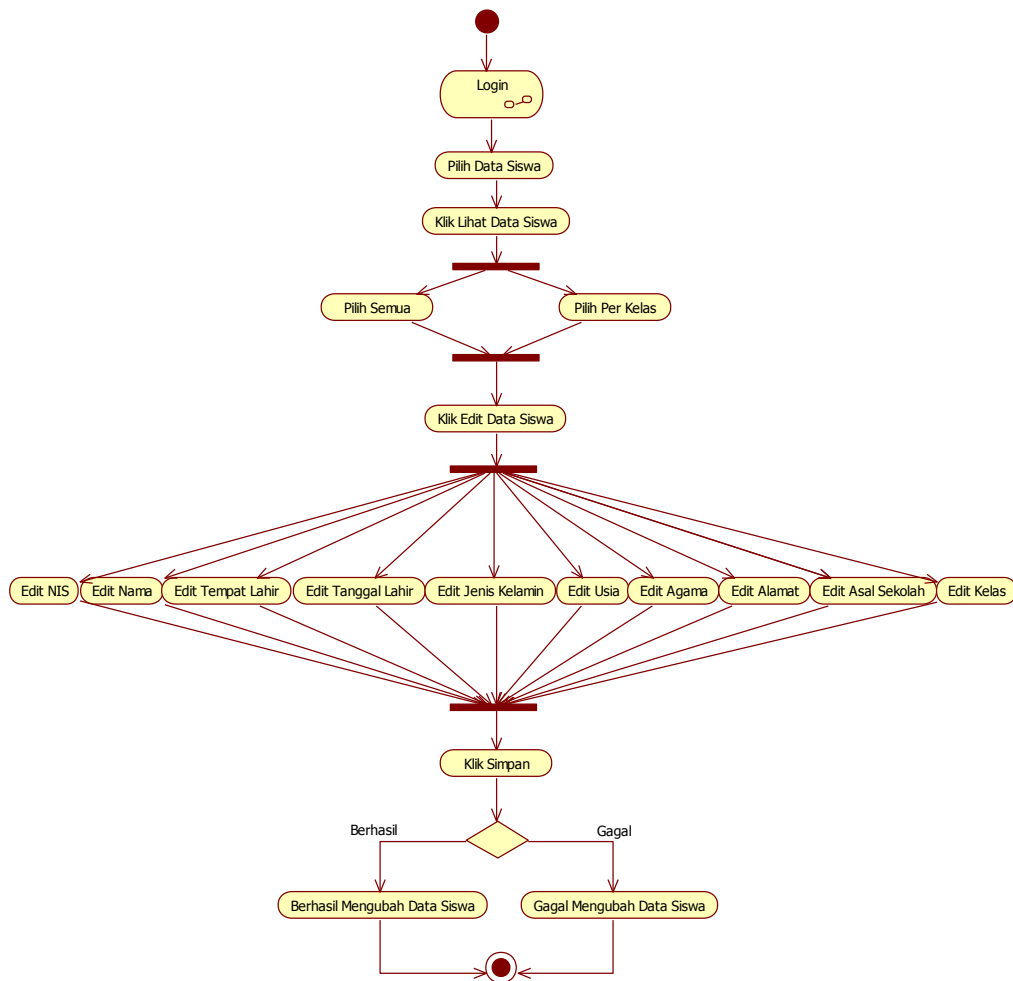 Login
Pilih Data Siswa
Klik Lihat Data Siswa
Pilih Semua
Pilih Per Kelas
Klik Edit Data Siswa
Edit NIS
Edit Nama
Edit Tempat Lahir
Edit Tanggal Lahir
Edit Jenis Kelamin
Edit Usia
Edit Agama
Edit Alamat
Edit Asal Sekolah
Edit Kelas
Klik Simpan
Berhasil
Gagal
Berhasil Mengubah Data Siswa
Gagal Mengubah Data Siswa